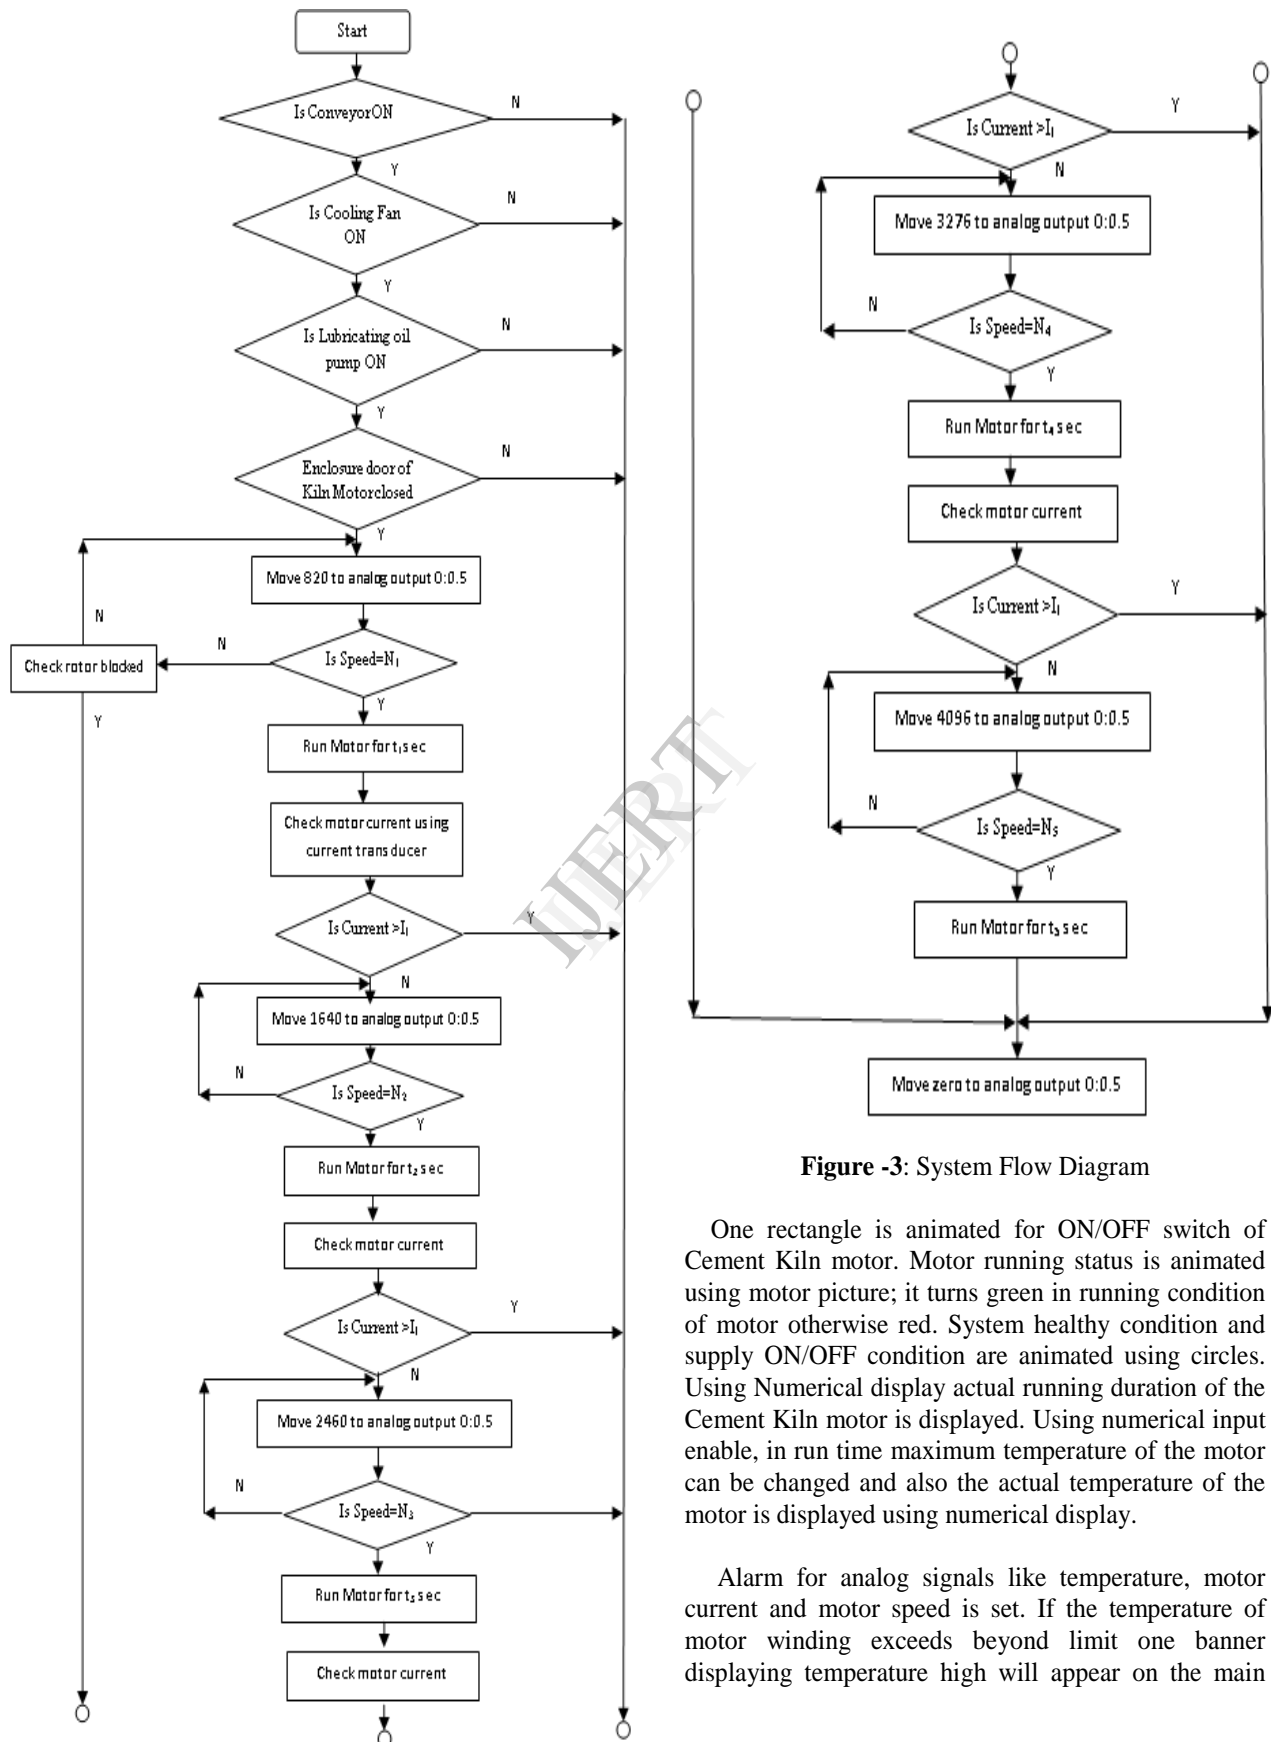 Start
Is Conveyor ON
N
Y
Is Cooling Fan
ON
N
Y
Is Lubricating oil
pump ON
N
Y
Enclosure door of
Kiln Motor closed
N
Y
Move 820 to analog output O:0.5
N
Check rotor blocked
N
Is Speed=N₁
Y
Y
Run Motor for t₁ sec
Check motor current using
current transducer
Is Current >I₁
Y
N
Move 1640 to analog output O:0.5
N
Is Speed=N₂
Y
Run Motor for t₂ sec
Check motor current
Is Current >I₁
Y
N
Move 2460 to analog output O:0.5
N
Is Speed=N₃
Y
Run Motor for t₃ sec
Check motor current
IJERT
Is Current >I₁
Y
N
Move 3276 to analog output O:0.5
N
Is Speed=N₄
Y
Run Motor for t₄ sec
Check motor current
Is Current >I₁
Y
N
Move 4096 to analog output O:0.5
N
Is Speed=N₅
Y
Run Motor for t₅ sec
Move zero to analog output O:0.5
Figure -3: System Flow Diagram
One rectangle is animated for ON/OFF switch of
Cement Kiln motor. Motor running status is animated
using motor picture; it turns green in running condition
of motor otherwise red. System healthy condition and
supply ON/OFF condition are animated using circles.
Using Numerical display actual running duration of the
Cement Kiln motor is displayed. Using numerical input
enable, in run time maximum temperature of the motor
can be changed and also the actual temperature of the
motor is displayed using numerical display.
Alarm for analog signals like temperature, motor
current and motor speed is set. If the temperature of
motor winding exceeds beyond limit one banner
displaying temperature high will appear on the main